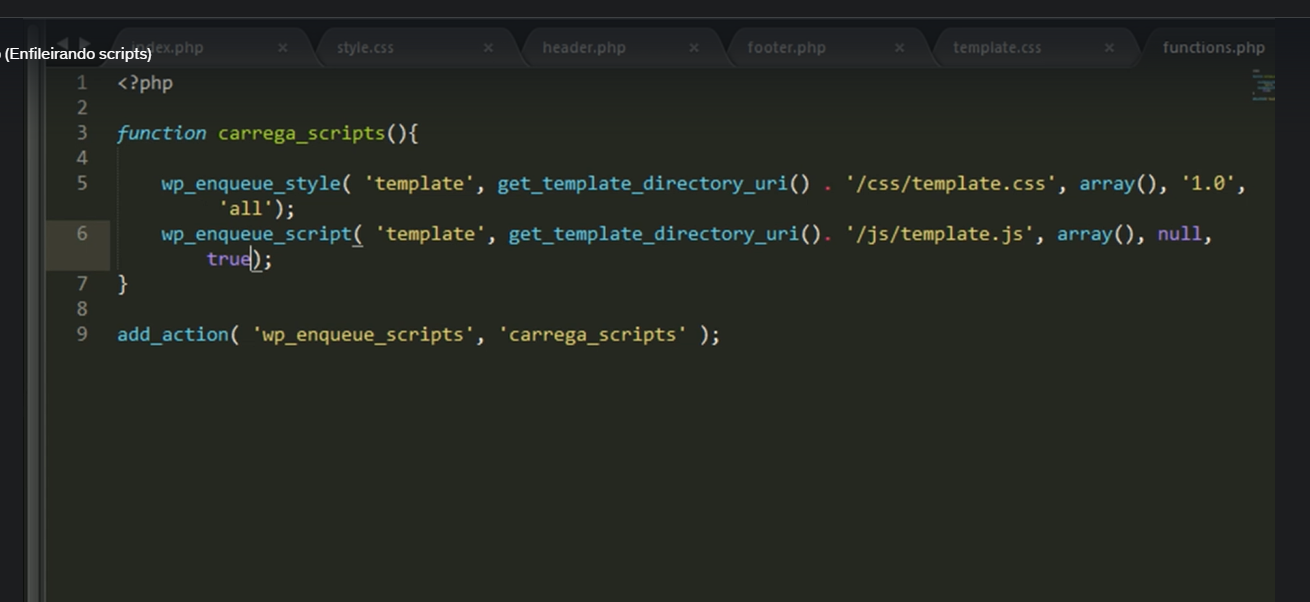 index.php × style.css × header.php × footer.php × template.css × functions.php
(Enfileirando scripts)
1 <?php
2
3 function carrega_scripts(){
4
5 wp_enqueue_style( 'template', get_template_directory_uri() . '/css/template.css', array(), '1.0',
'all');
6 wp_enqueue_script( 'template', get_template_directory_uri(). '/js/template.js', array(), null,
true);
7 }
8
9 add_action( 'wp_enqueue_scripts', 'carrega_scripts' );